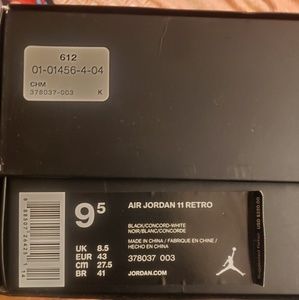 612
01-01456-4-04
CHM
378037-003 K
9⁵
AIR JORDAN 11 RETRO
BLACK/CONCORD-WHITE
NOIR/BLANC/CONCORDE
MADE IN CHINA / FABRIQUE EN CHINE /
HECHO EN CHINA
UK 8.5
EUR 43
CM 27.5
BR 41
378037 003
JORDAN.COM